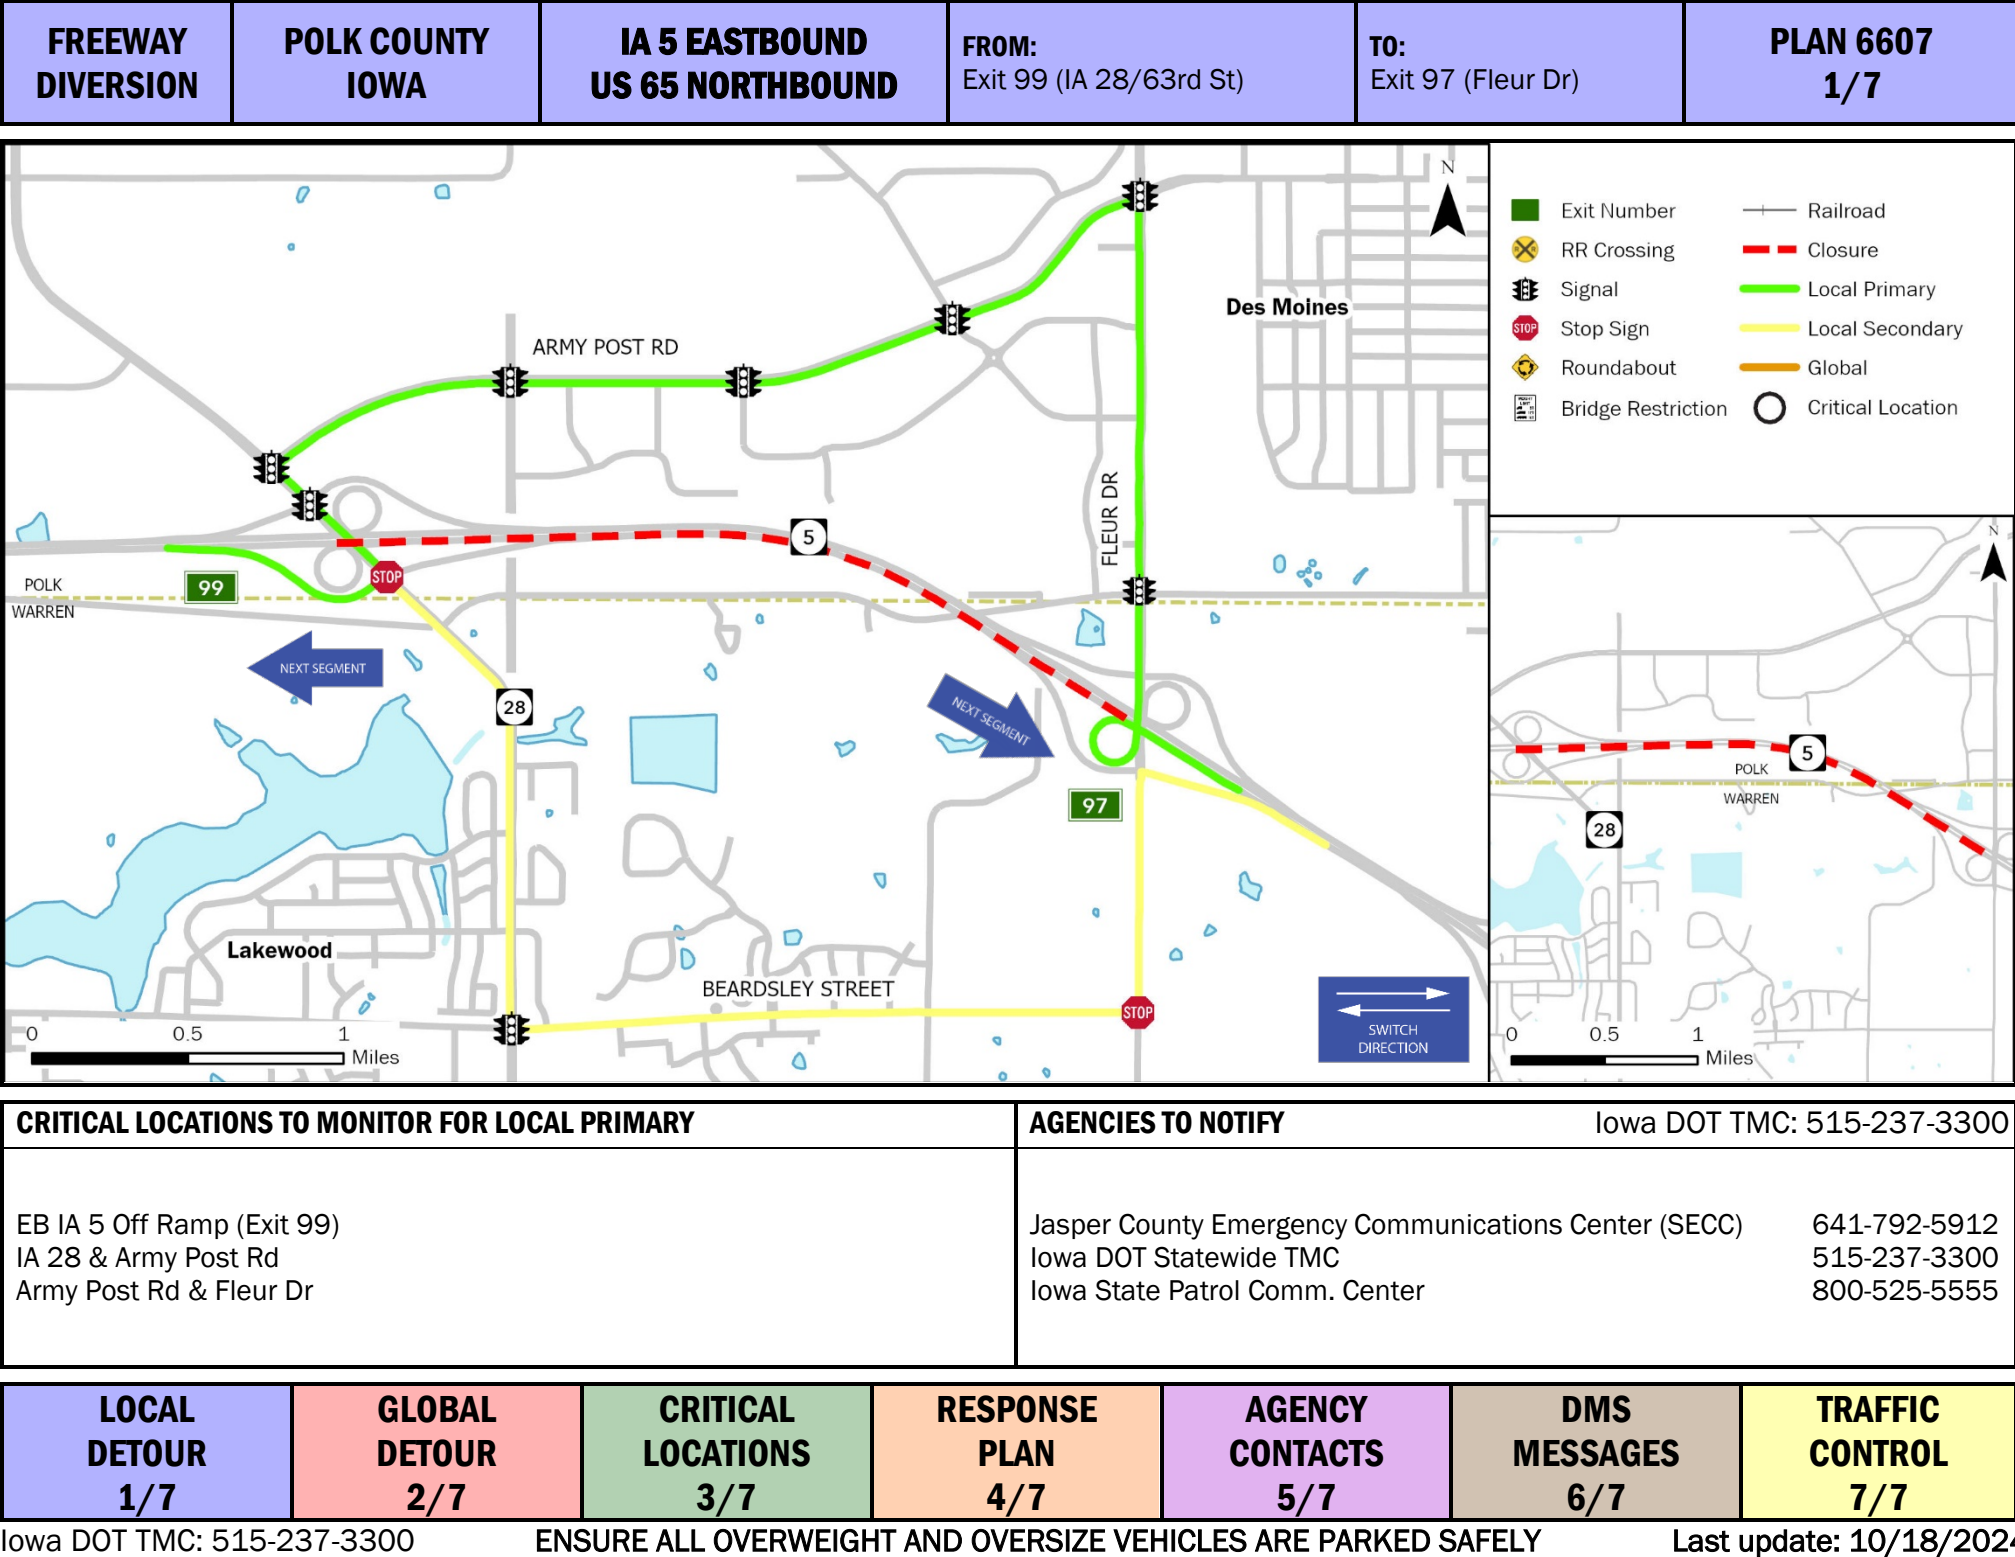 FREEWAY
DIVERSION
POLK COUNTY
IOWA
IA 5 EASTBOUND
US 65 NORTHBOUND
FROM:
Exit 99 (IA 28/63rd St)
TO:
Exit 97 (Fleur Dr)
PLAN 6607
1/7
N
Des Moines
ARMY POST RD
FLEUR DR
5
STOP
99
POLK
WARREN
NEXT SEGMENT
28
NEXT SEGMENT
97
Lakewood
BEARDSLEY STREET
STOP
0 0.5 1
Miles
SWITCH
DIRECTION
Exit Number
Railroad
RR Crossing
Closure
Signal
Local Primary
STOP
Stop Sign
Local Secondary
Roundabout
Global
Bridge Restriction
Critical Location
N
5
POLK
WARREN
28
0 0.5 1
Miles
CRITICAL LOCATIONS TO MONITOR FOR LOCAL PRIMARY
EB IA 5 Off Ramp (Exit 99)
IA 28 & Army Post Rd
Army Post Rd & Fleur Dr
AGENCIES TO NOTIFY Iowa DOT TMC: 515-237-3300
Jasper County Emergency Communications Center (SECC) 641-792-5912
Iowa DOT Statewide TMC 515-237-3300
Iowa State Patrol Comm. Center 800-525-5555
LOCAL
DETOUR
1/7
GLOBAL
DETOUR
2/7
CRITICAL
LOCATIONS
3/7
RESPONSE
PLAN
4/7
AGENCY
CONTACTS
5/7
DMS
MESSAGES
6/7
TRAFFIC
CONTROL
7/7
Iowa DOT TMC: 515-237-3300 ENSURE ALL OVERWEIGHT AND OVERSIZE VEHICLES ARE PARKED SAFELY Last update: 10/18/202